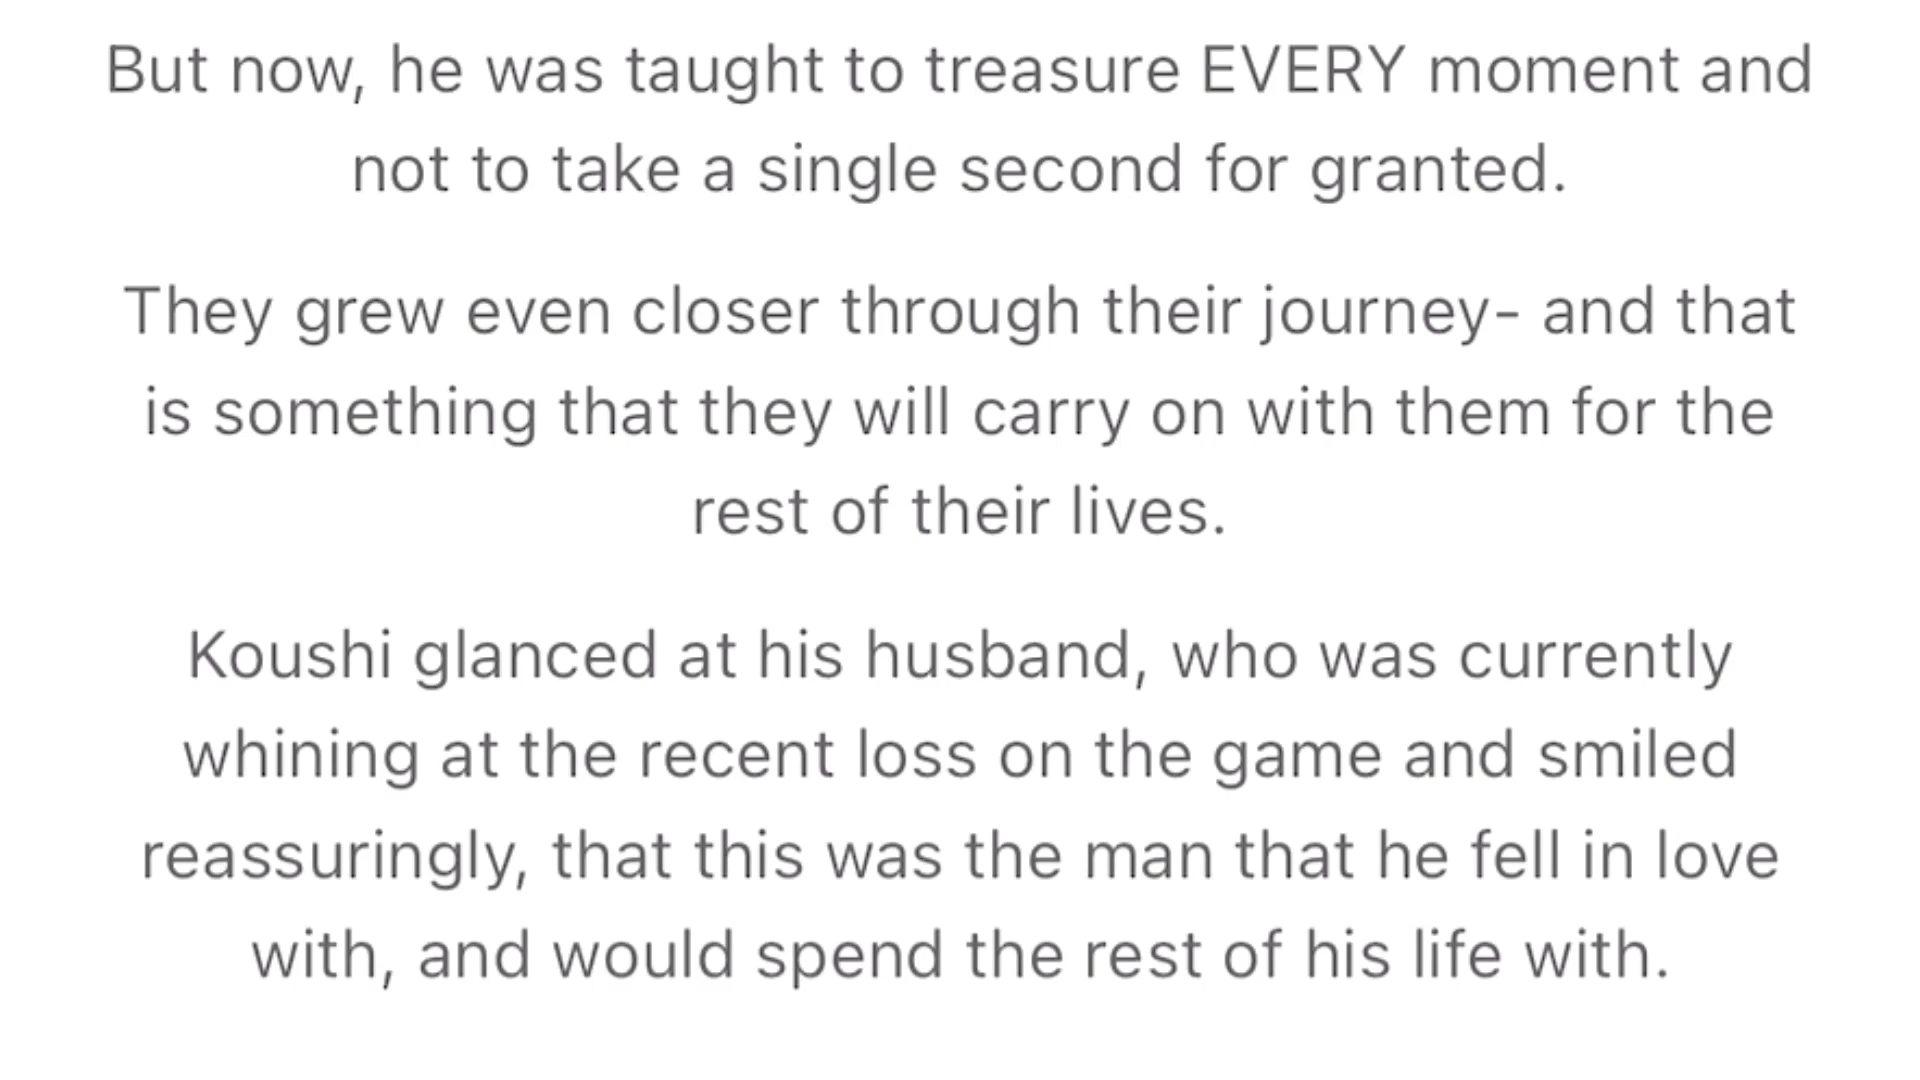 But now, he was taught to treasure EVERY moment and
not to take a single second for granted.
They grew even closer through their journey- and that
is something that they will carry on with them for the
rest of their lives.
Koushi glanced at his husband, who was currently
whining at the recent loss on the game and smiled
reassuringly, that this was the man that he fell in love
with, and would spend the rest of his life with.